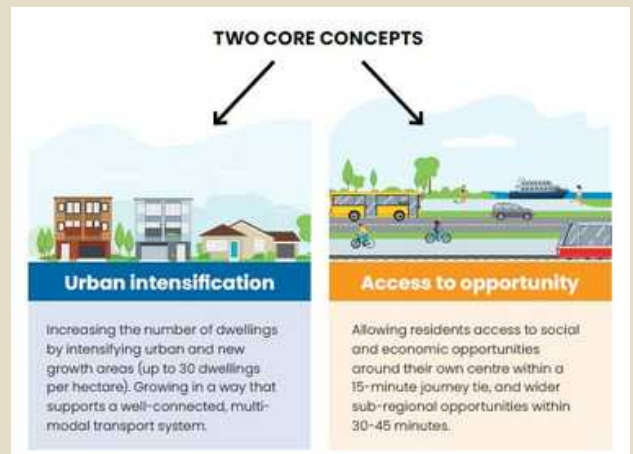 TWO CORE CONCEPTS
Urban intensification
Increasing the number of dwellings
by intensifying urban and new
growth areas (up to 30 dwellings
per hectare). Growing in a way that
supports a well-connected, multi-
modal transport system.
Access to opportunity
Allowing residents access to social
and economic opportunities
around their own centre within a
15-minute journey tie, and wider
sub-regional opportunities within
30-45 minutes.